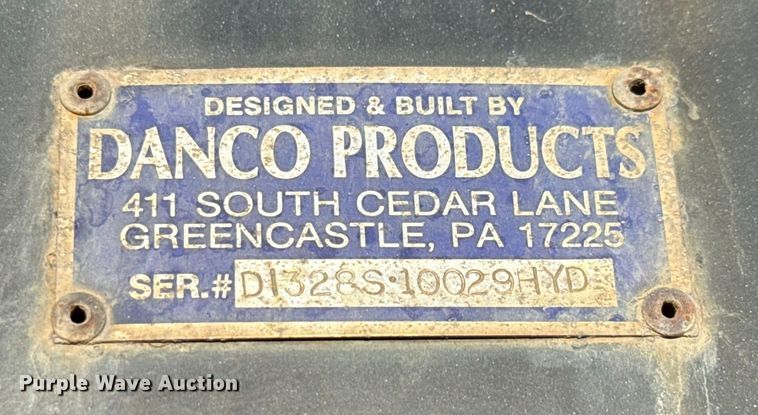 DESIGNED & BUILT BY
DANCO PRODUCTS
411 SOUTH CEDAR LANE
GREENCASTLE, PA 17225
SER.# D1328S·10029HYD
Purple Wave Auction